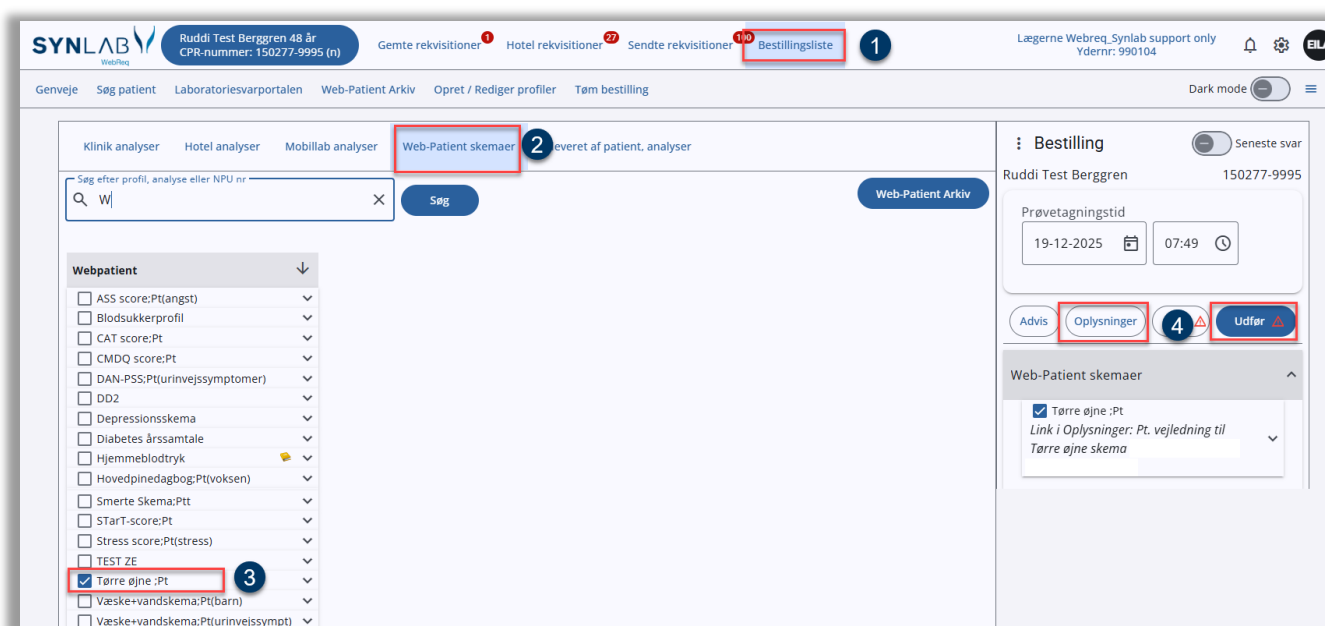 SYNLAB
WebReq
Ruddi Test Berggren 48 år
CPR-nummer: 150277-9995 (n)
Gemte rekvisitioner 1
Hotel rekvisitioner 27
Sendte rekvisitioner 100
Bestillingsliste
1
Lægerne Webreq_Synlab support only
Ydernr: 990104
Genveje Søg patient Laboratoriesvarportalen Web-Patient Arkiv Opret / Rediger profiler Tøm bestilling
Dark mode
Klinik analyser Hotel analyser Mobillab analyser Web-Patient skemaer 2 everet af patient, analyser
Søg efter profil, analyse eller NPU nr
W
Søg
Web-Patient Arkiv
Webpatient
ASS score;Pt(angst)
Blodsukkerprofil
CAT score;Pt
CMDQ score;Pt
DAN-PSS;Pt(urinvejssymptomer)
DD2
Depressionsskema
Diabetes årssamtale
Hjemmeblodtryk
Hovedpinedagbog;Pt(voksen)
Smerte Skema;Ptt
STarT-score;Pt
Stress score;Pt(stress)
TEST ZE
Tørre øjne ;Pt
3
Væske+vandskema;Pt(barn)
Væske+vandskema;Pt(urinvejssympt)
Bestilling
Seneste svar
Ruddi Test Berggren 150277-9995
Prøvetagningstid
19-12-2025 07:49
Advis Oplysninger 4 Udfør
Web-Patient skemaer
Tørre øjne ;Pt
Link i Oplysninger: Pt. vejledning til
Tørre øjne skema